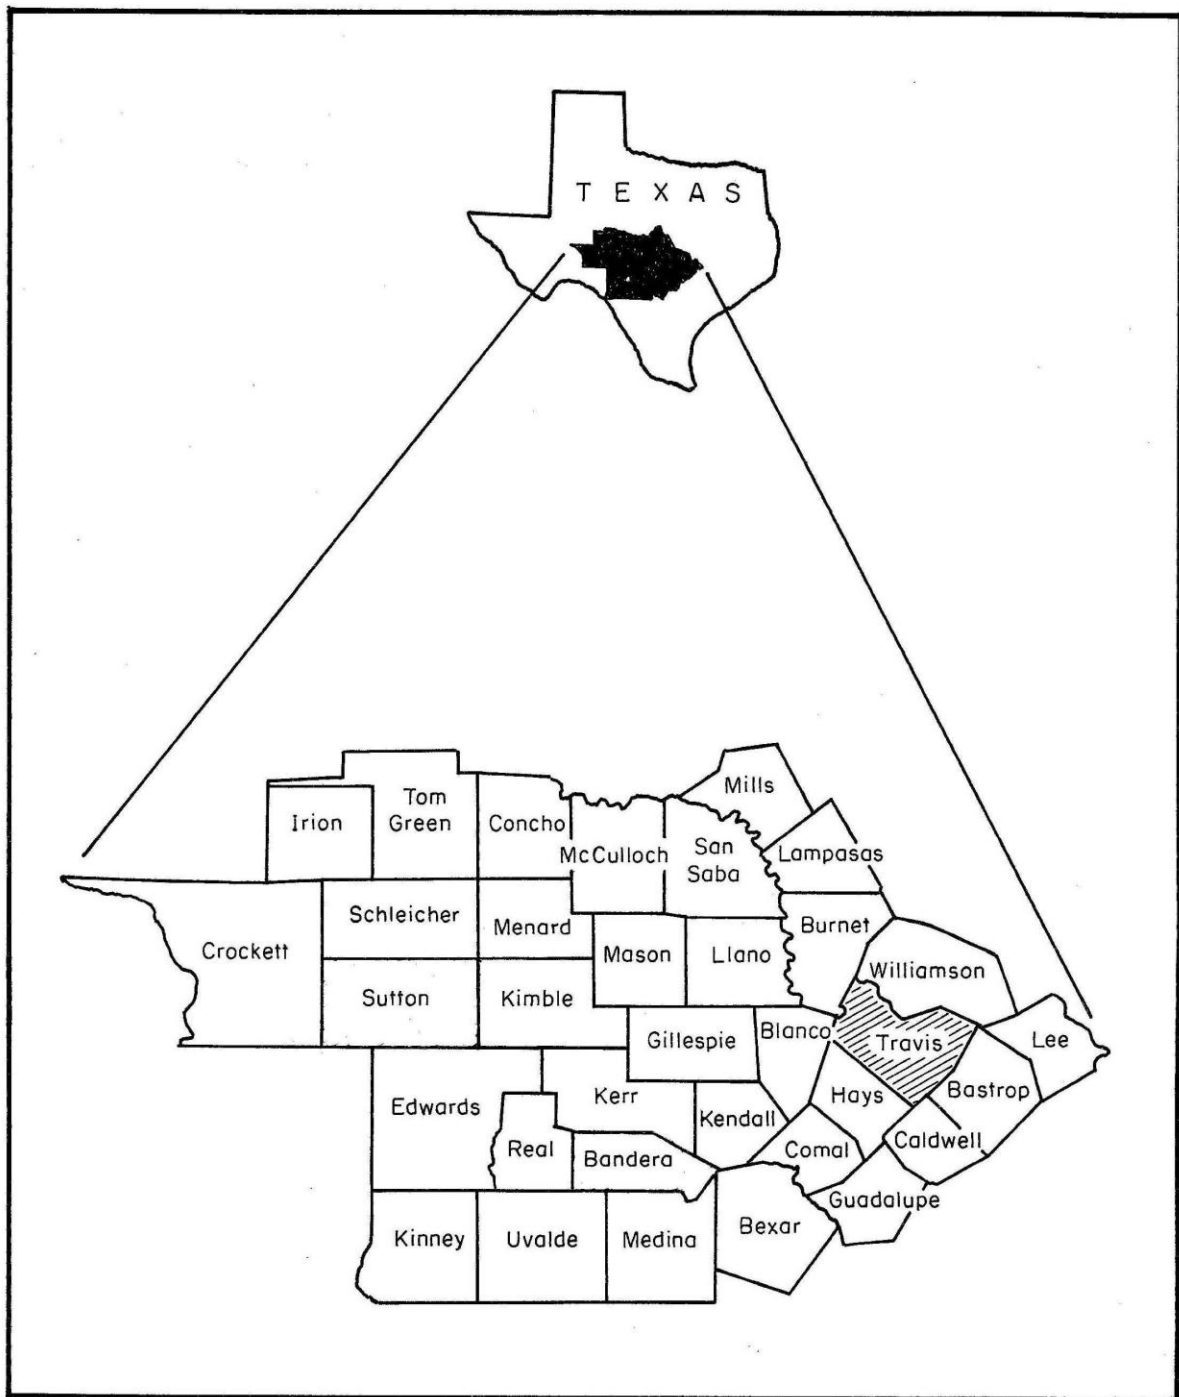 TEXAS
Mills
Irion
Tom
Green
Concho
McCulloch
San
Saba
Lampasas
Schleicher
Menard
Burnet
Crockett
Mason
Llano
Williamson
Sutton
Kimble
Gillespie
Blanco
Travis
Lee
Edwards
Kerr
Kendall
Hays
Bastrop
Real
Bandera
Comal
Caldwell
Guadalupe
Kinney
Uvalde
Medina
Bexar